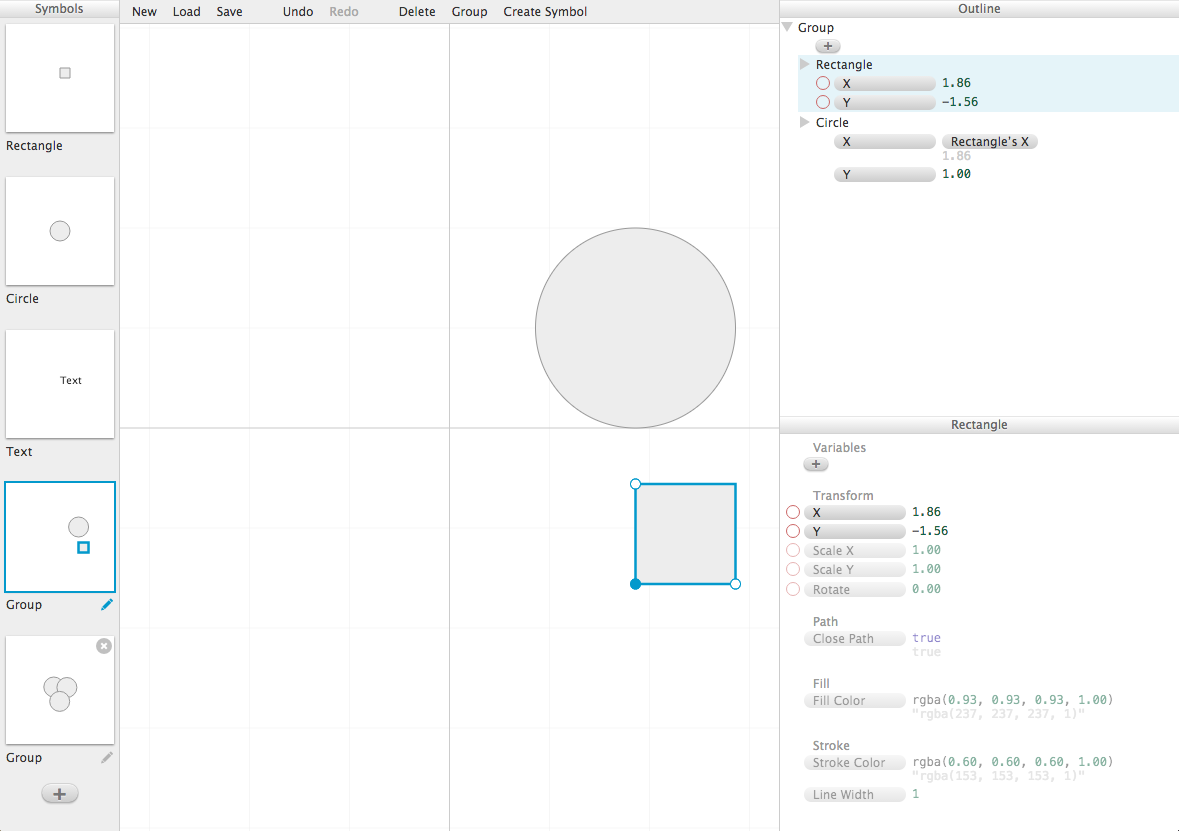 Symbols
Rectangle
Circle
Text
Text
Group
Group
+
New Load Save Undo Redo Delete Group Create Symbol
Outline
Group
+
Rectangle
X 1.86
Y −1.56
Circle
X Rectangle's X
1.86
Y 1.00
Rectangle
Variables
+
Transform
X 1.86
Y −1.56
Scale X 1.00
Scale Y 1.00
Rotate 0.00
Path
Close Path true
true
Fill
Fill Color rgba(0.93, 0.93, 0.93, 1.00)
"rgba(237, 237, 237, 1)"
Stroke
Stroke Color rgba(0.60, 0.60, 0.60, 1.00)
"rgba(153, 153, 153, 1)"
Line Width 1